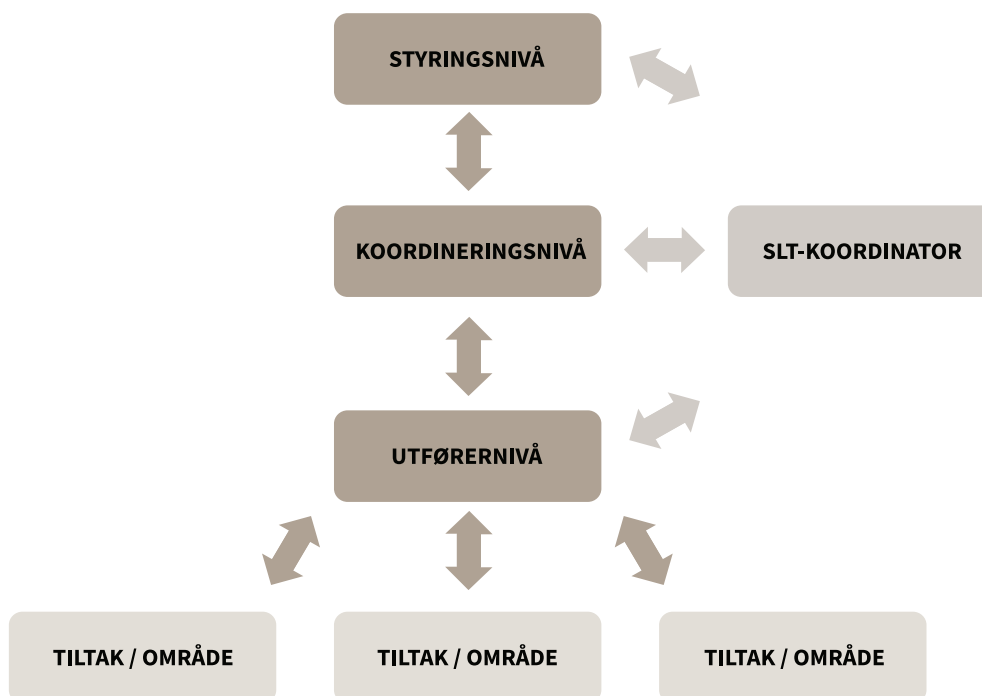 STYRINGSNIVÅ
KOORDINERINGSNIVÅ
SLT-KOORDINATOR
UTFØRERNIVÅ
TILTAK / OMRÅDE
TILTAK / OMRÅDE
TILTAK / OMRÅDE